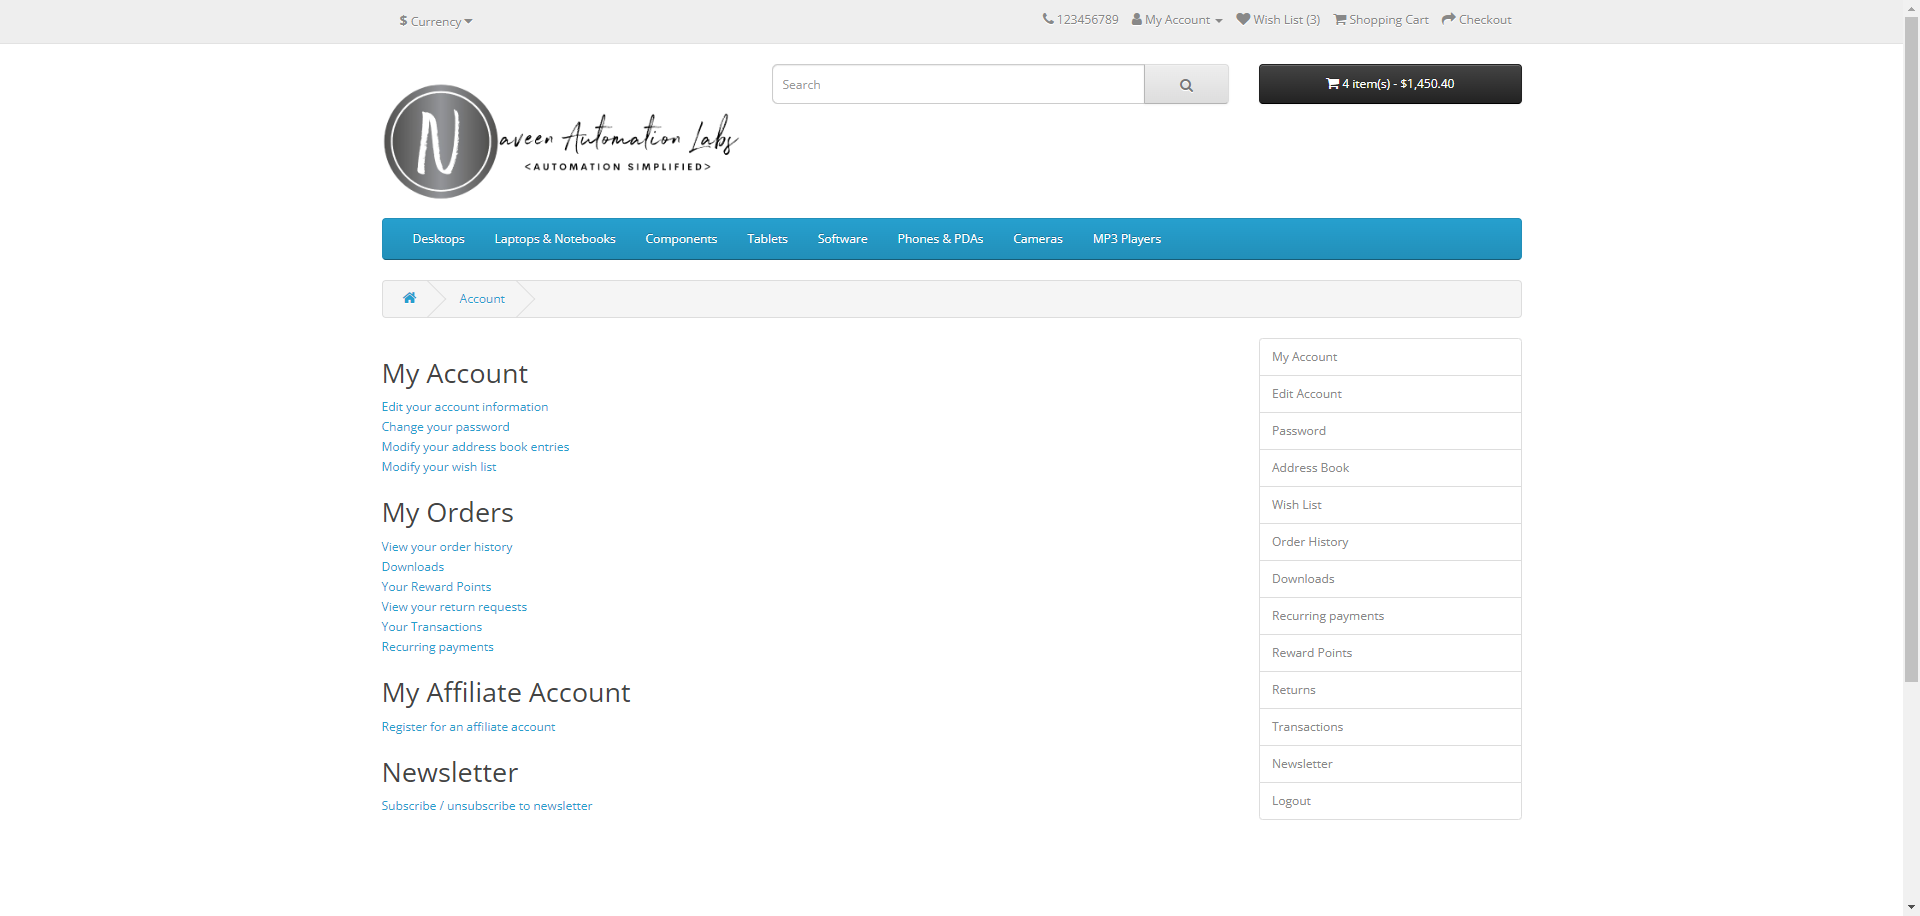 $ Currency
123456789 My Account Wish List (3) Shopping Cart Checkout
Search
4 item(s) - $1,450.40
Naveen Automation Labs
<AUTOMATION SIMPLIFIED>
Desktops Laptops & Notebooks Components Tablets Software Phones & PDAs Cameras MP3 Players
Account
My Account
Edit your account information
Change your password
Modify your address book entries
Modify your wish list
My Orders
View your order history
Downloads
Your Reward Points
View your return requests
Your Transactions
Recurring payments
My Affiliate Account
Register for an affiliate account
Newsletter
Subscribe / unsubscribe to newsletter
My Account
Edit Account
Password
Address Book
Wish List
Order History
Downloads
Recurring payments
Reward Points
Returns
Transactions
Newsletter
Logout